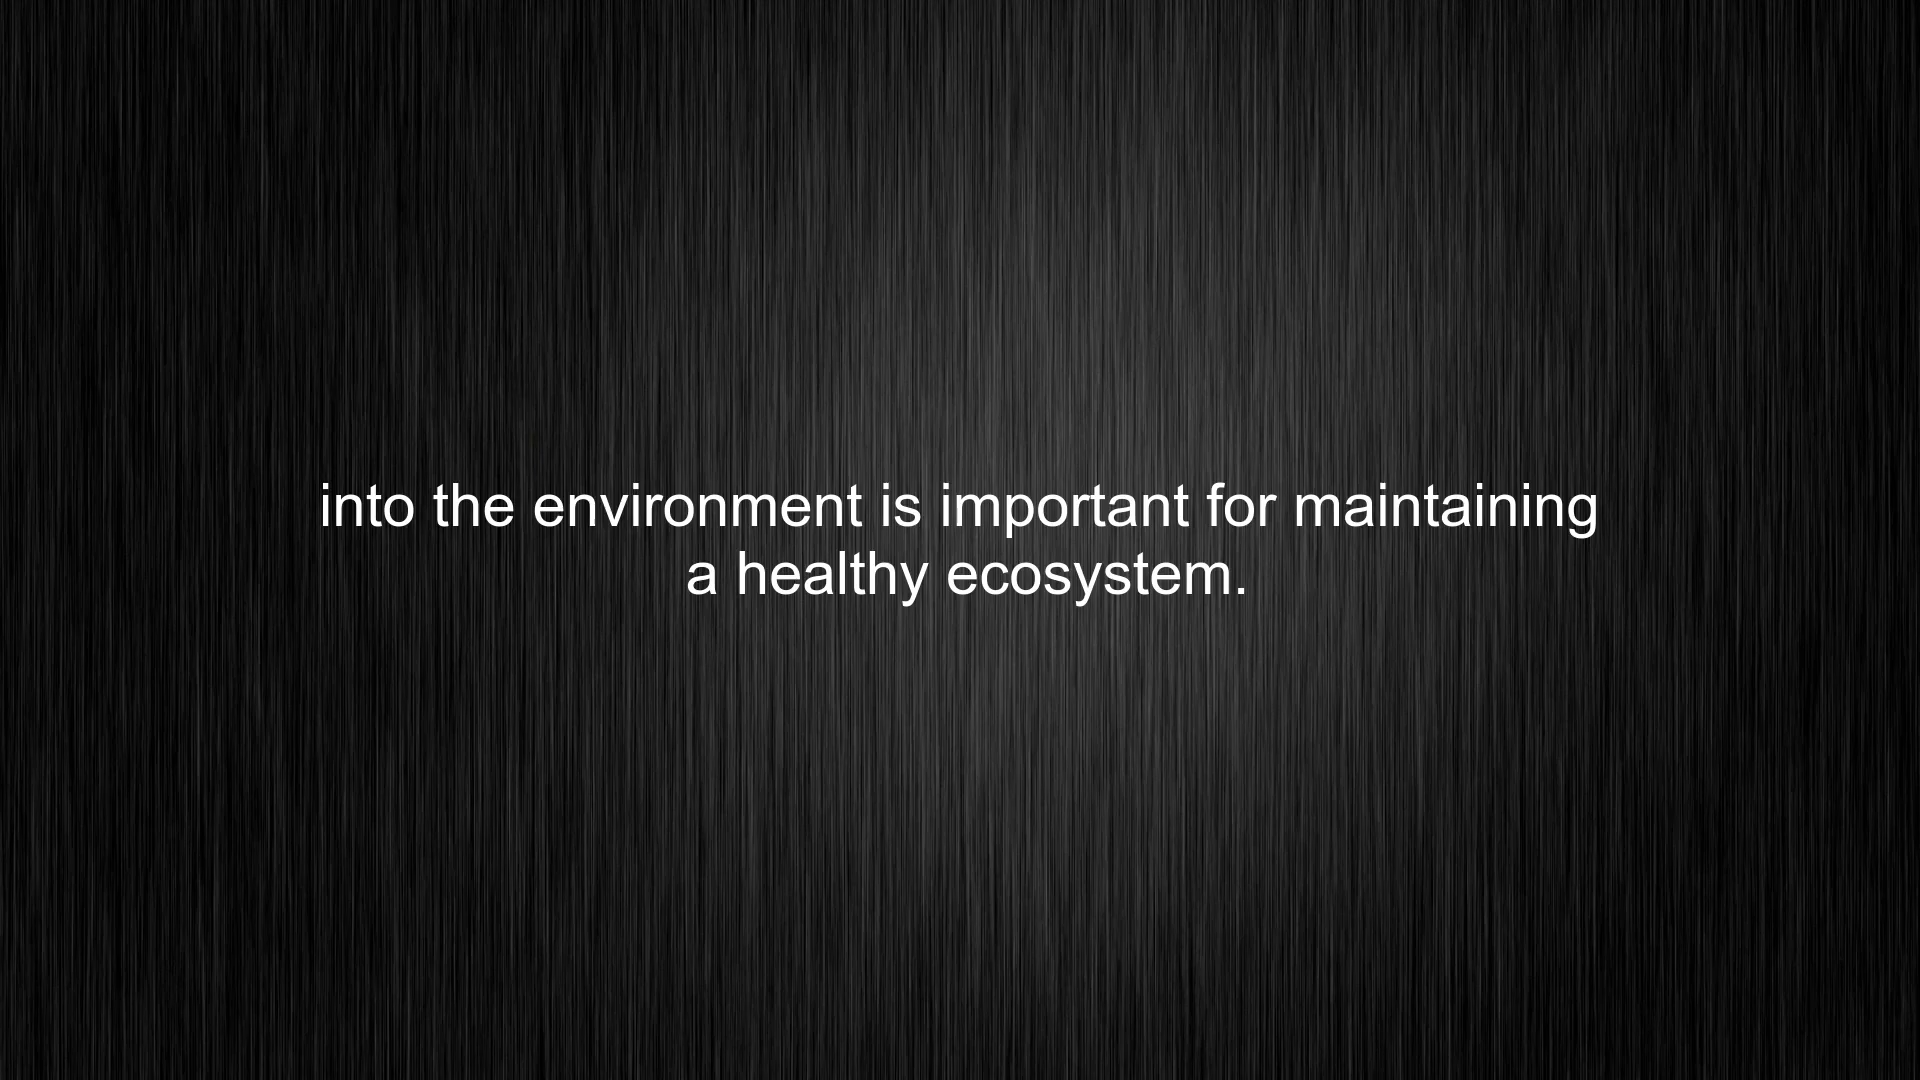 into the environment is important for maintaining
a healthy ecosystem.